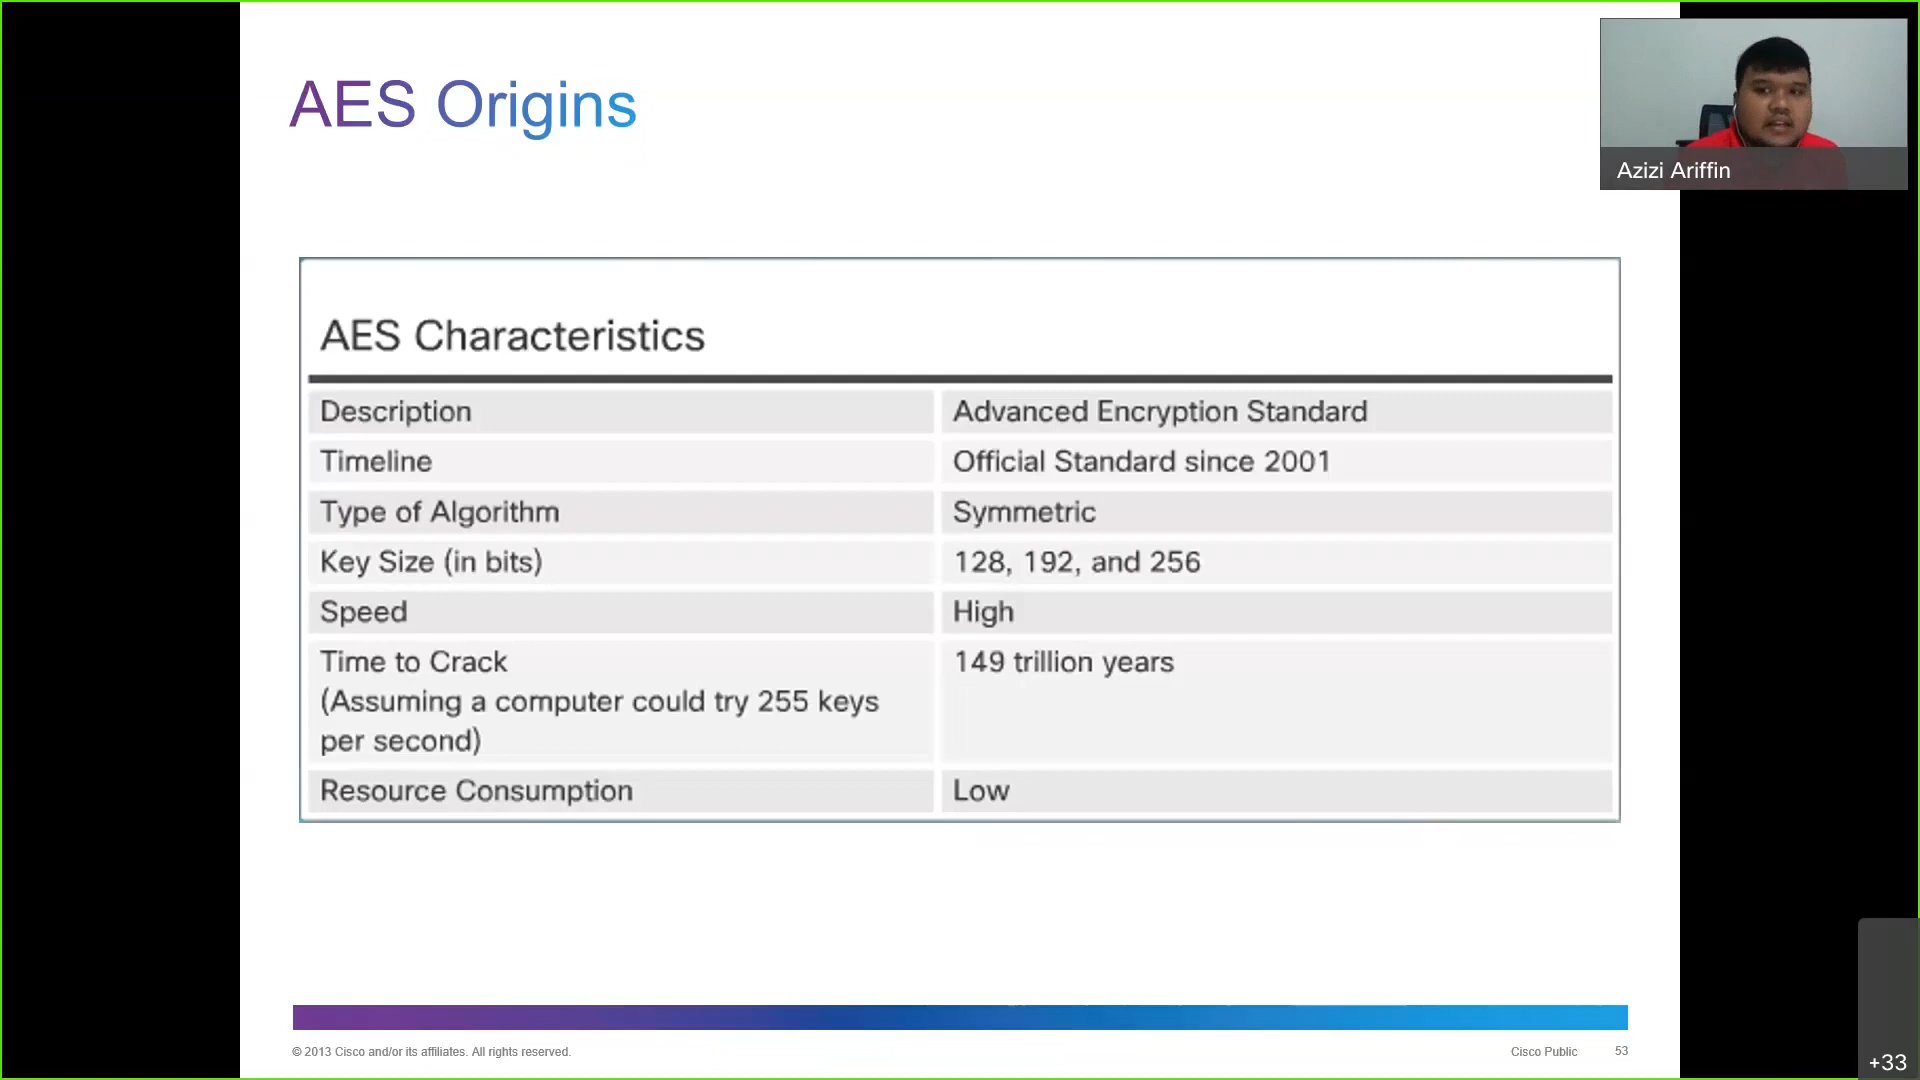 AES Origins
Azizi Ariffin
AES Characteristics
Description Advanced Encryption Standard
Timeline Official Standard since 2001
Type of Algorithm Symmetric
Key Size (in bits) 128, 192, and 256
Speed High
Time to Crack 149 trillion years
(Assuming a computer could try 255 keys
per second)
Resource Consumption Low
© 2013 Cisco and/or its affiliates. All rights reserved. Cisco Public 53
+33